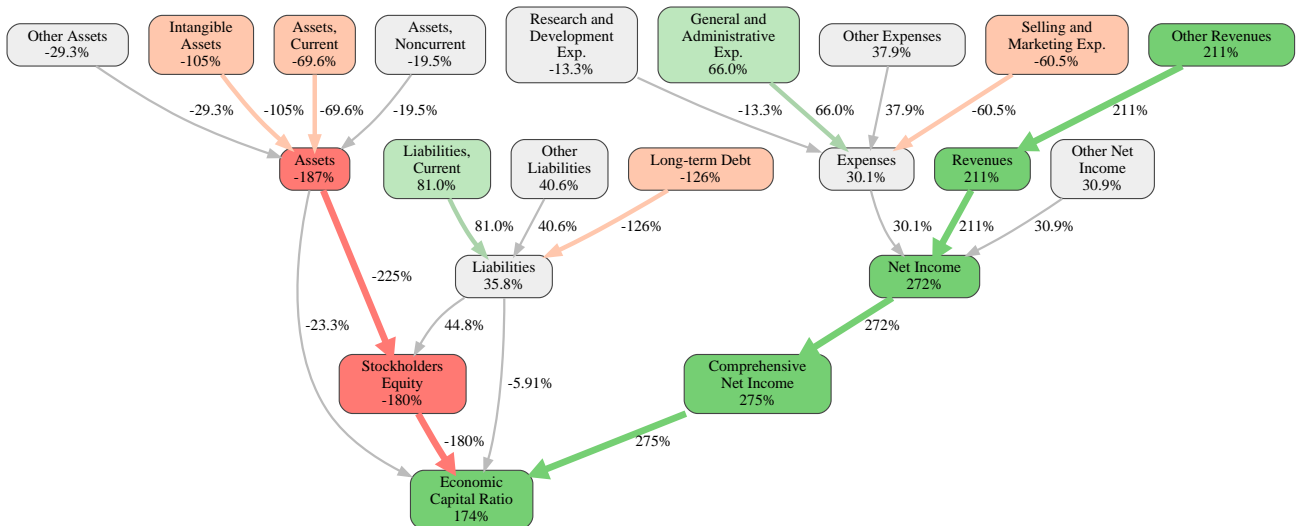 Other Assets
-29.3%
Intangible
Assets
-105%
Assets,
Current
-69.6%
Assets,
Noncurrent
-19.5%
Research and
Development
Exp.
-13.3%
General and
Administrative
Exp.
66.0%
Other Expenses
37.9%
Selling and
Marketing Exp.
-60.5%
Other Revenues
211%
-29.3%
-105%
-69.6%
-19.5%
-13.3%
66.0%
37.9%
-60.5%
211%
Assets
-187%
Liabilities,
Current
81.0%
Other
Liabilities
40.6%
Long-term Debt
-126%
Expenses
30.1%
Revenues
211%
Other Net
Income
30.9%
81.0%
40.6%
-126%
30.1%
211%
30.9%
-225%
Liabilities
35.8%
Net Income
272%
-23.3%
44.8%
272%
-5.91%
Stockholders
Equity
-180%
Comprehensive
Net Income
275%
-180%
275%
Economic
Capital Ratio
174%